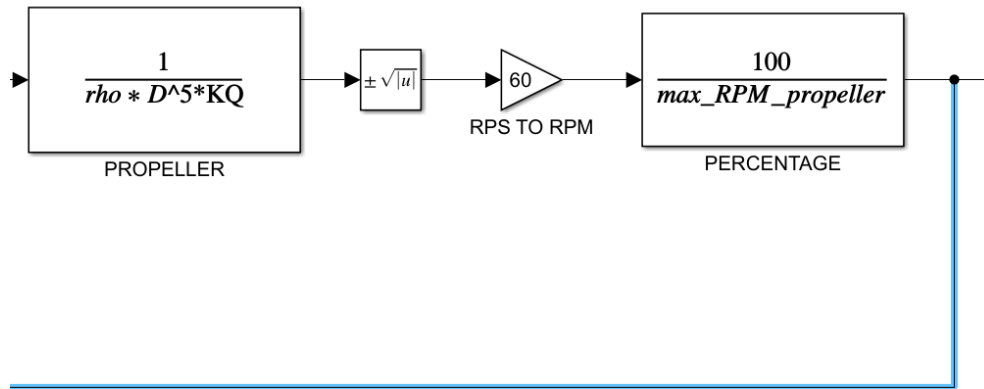 1
rho * D^5*KQ
PROPELLER
± √|u|
60
RPS TO RPM
100
max_RPM_propeller
PERCENTAGE